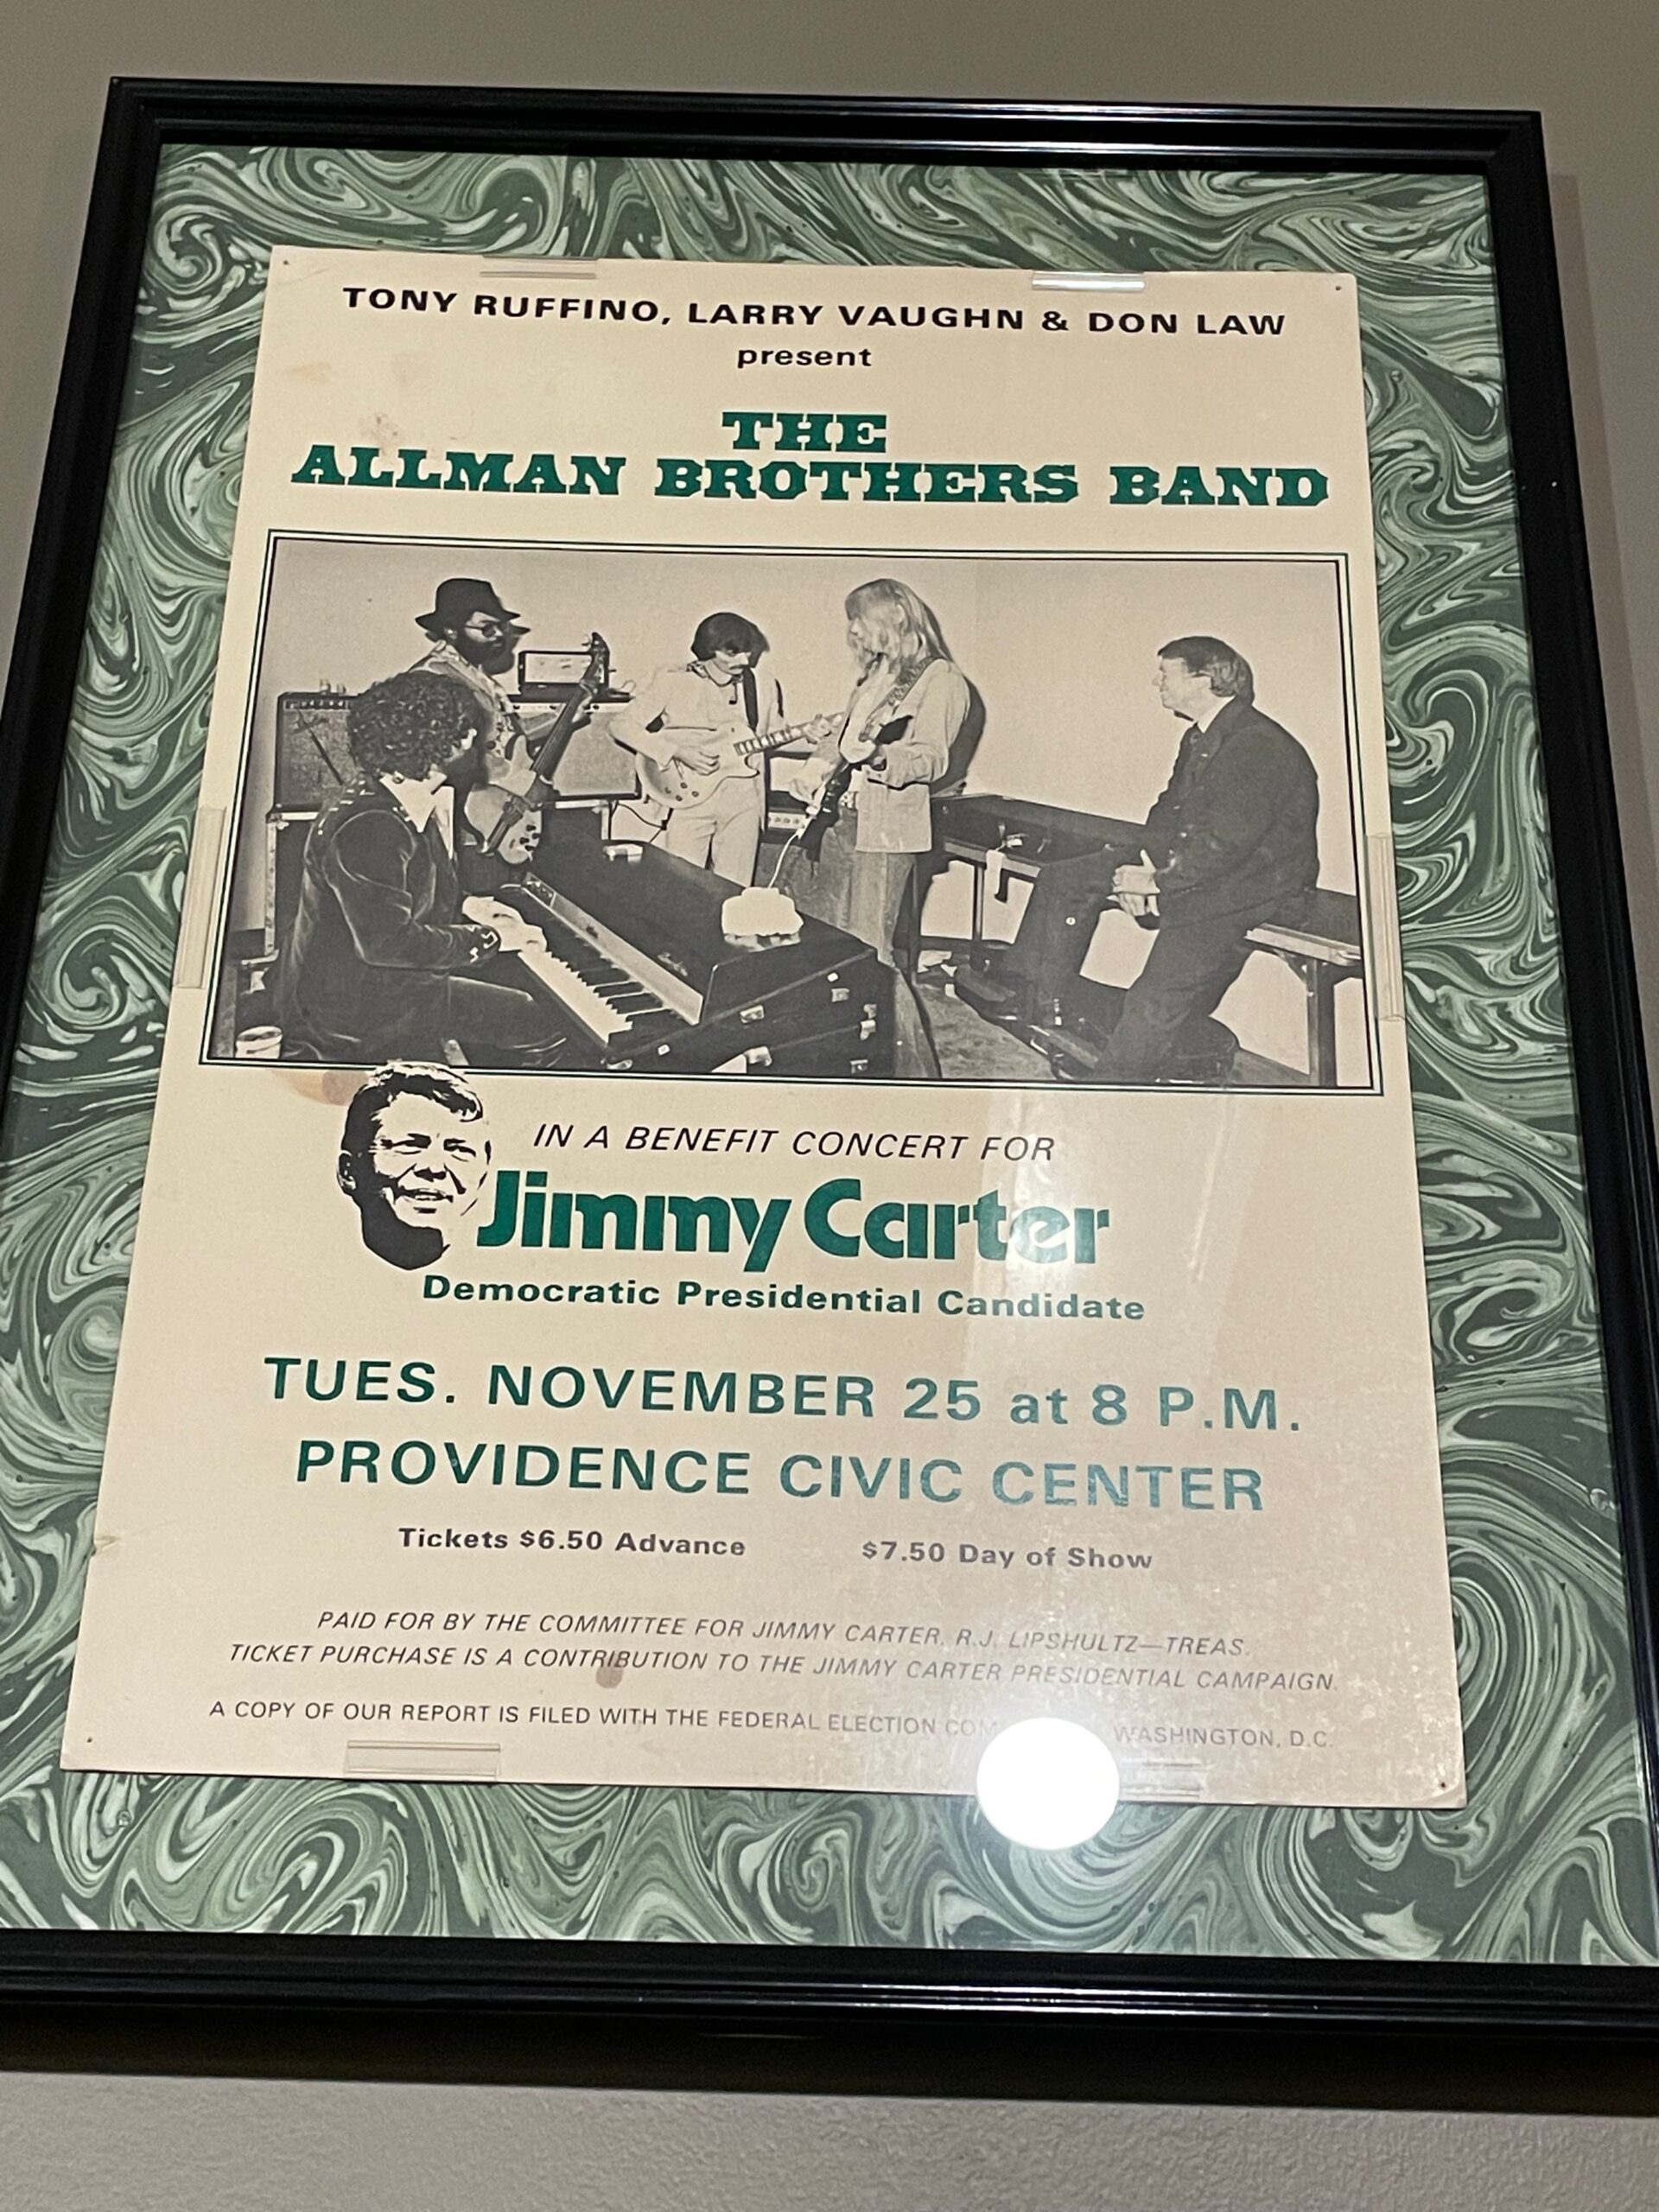 TONY RUFFINO, LARRY VAUGHN & DON LAW
present
THE
ALLMAN BROTHERS BAND
IN A BENEFIT CONCERT FOR
Jimmy Carter
Democratic Presidential Candidate
TUES. NOVEMBER 25 at 8 P.M.
PROVIDENCE CIVIC CENTER
Tickets $6.50 Advance $7.50 Day of Show
PAID FOR BY THE COMMITTEE FOR JIMMY CARTER. R.J. LIPSHULTZ—TREAS.
TICKET PURCHASE IS A CONTRIBUTION TO THE JIMMY CARTER PRESIDENTIAL CAMPAIGN.
A COPY OF OUR REPORT IS FILED WITH THE FEDERAL ELECTION WASHINGTON, D.C.